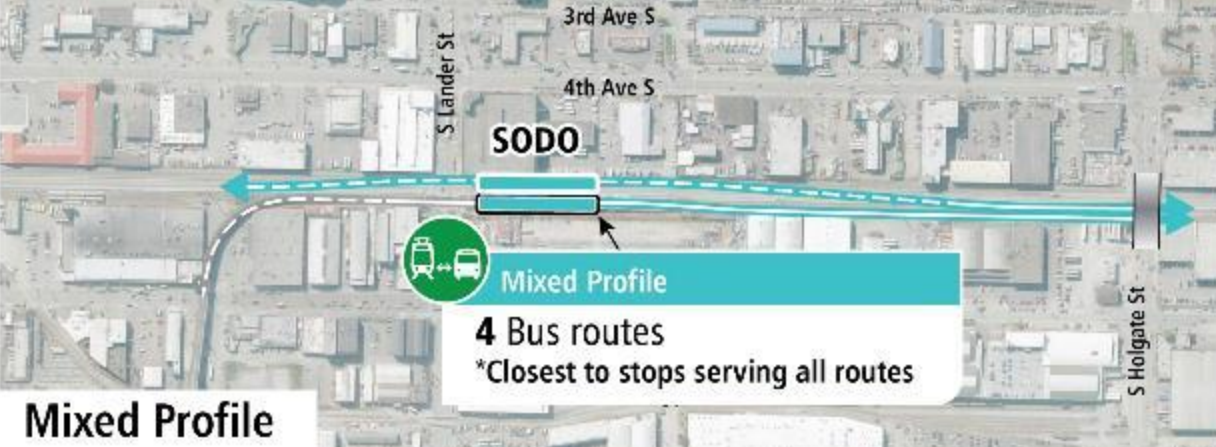 3rd Ave S
S Lander St
4th Ave S
SODO
Mixed Profile
4 Bus routes
*Closest to stops serving all routes
S Holgate St
Mixed Profile